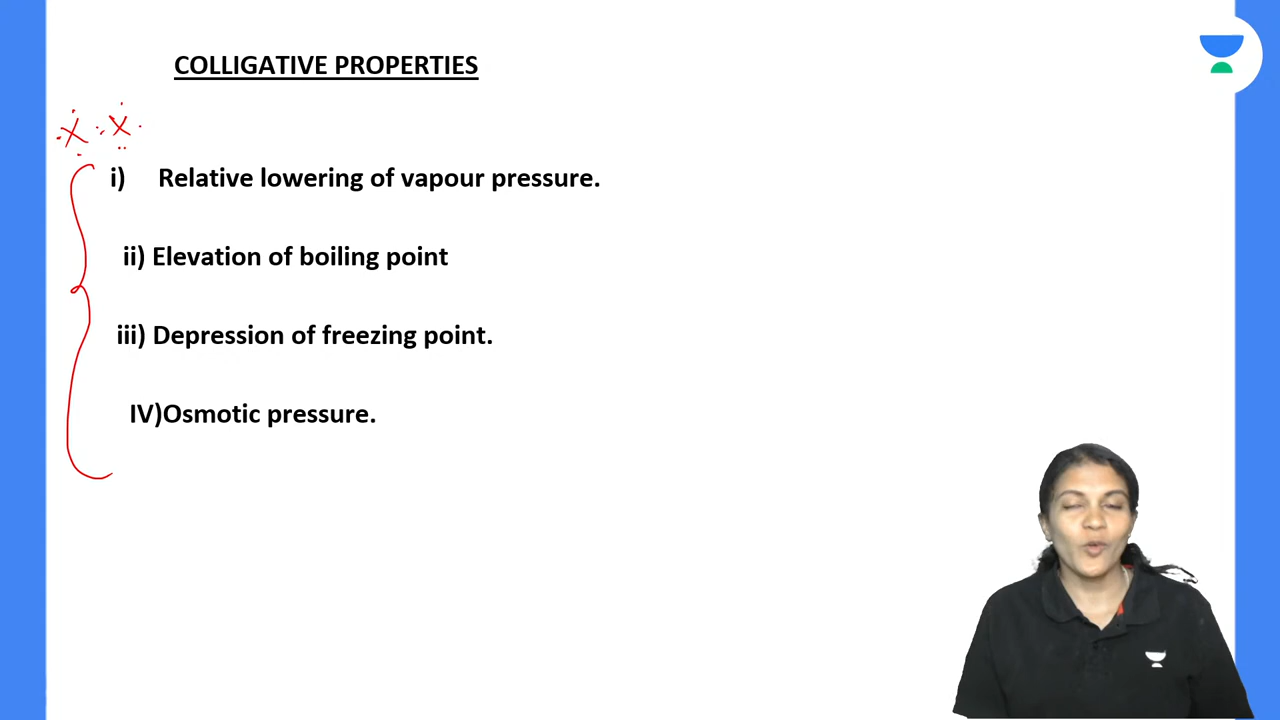 COLLIGATIVE PROPERTIES
i) Relative lowering of vapour pressure.
ii) Elevation of boiling point
iii) Depression of freezing point.
IV)Osmotic pressure.